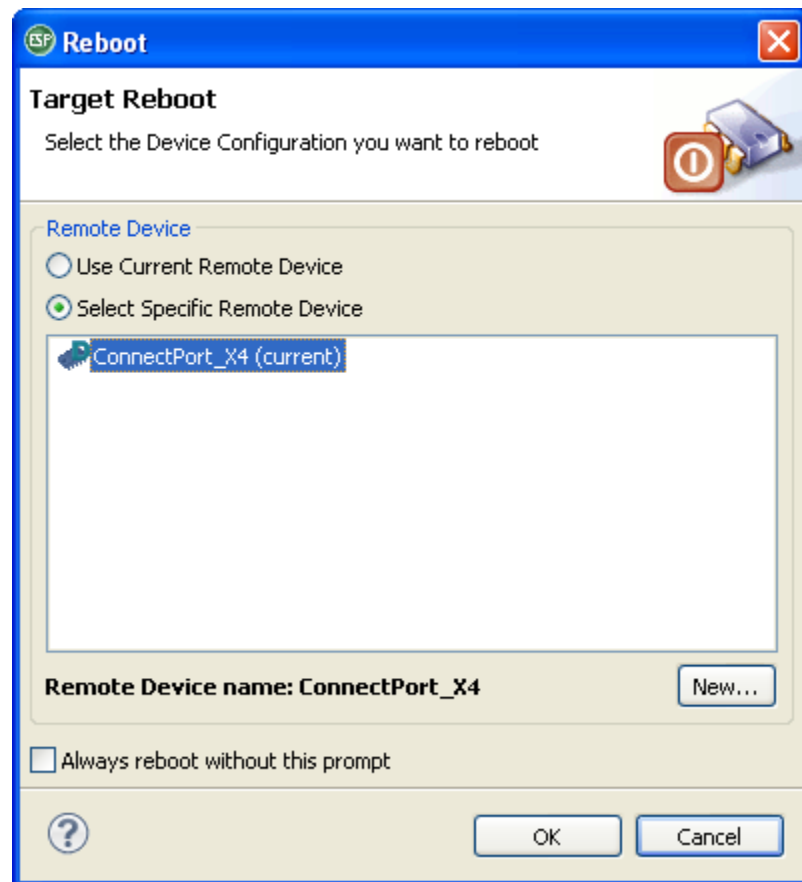 ESP Reboot
Target Reboot
Select the Device Configuration you want to reboot
Remote Device
Use Current Remote Device
Select Specific Remote Device
ConnectPort_X4 (current)
Remote Device name: ConnectPort_X4
New...
Always reboot without this prompt
?
OK
Cancel